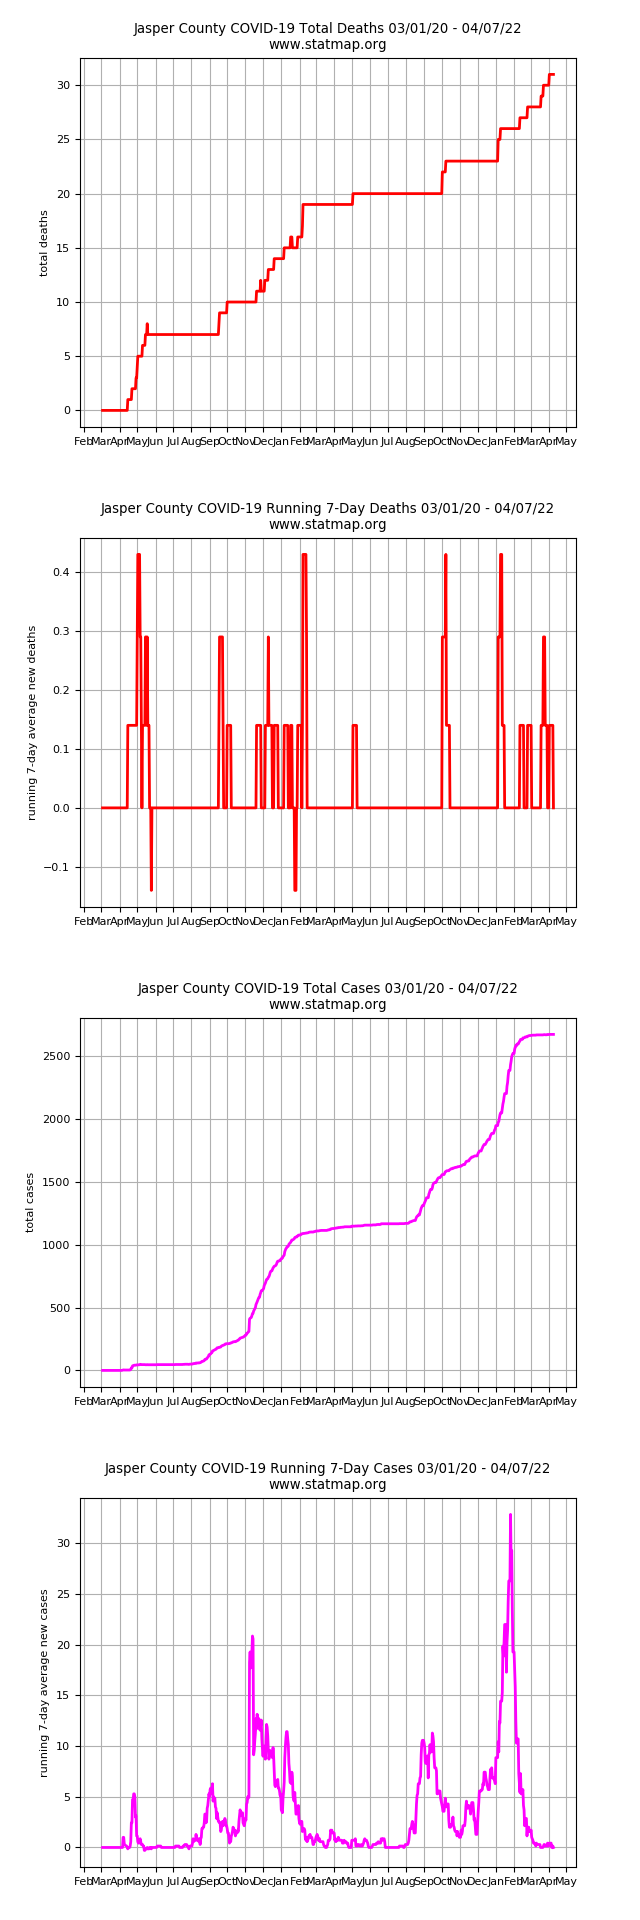 Jasper County COVID-19 Total Deaths 03/01/20 - 04/07/22
www.statmap.org
30
25
20
15
10
5
0
total deaths
Feb Mar Apr May Jun Jul Aug Sep Oct Nov Dec Jan Feb Mar Apr May Jun Jul Aug Sep Oct Nov Dec Jan Feb Mar Apr May
Jasper County COVID-19 Running 7-Day Deaths 03/01/20 - 04/07/22
www.statmap.org
0.4
0.3
0.2
0.1
0.0
−0.1
running 7-day average new deaths
Feb Mar Apr May Jun Jul Aug Sep Oct Nov Dec Jan Feb Mar Apr May Jun Jul Aug Sep Oct Nov Dec Jan Feb Mar Apr May
Jasper County COVID-19 Total Cases 03/01/20 - 04/07/22
www.statmap.org
2500
2000
1500
1000
500
0
total cases
Feb Mar Apr May Jun Jul Aug Sep Oct Nov Dec Jan Feb Mar Apr May Jun Jul Aug Sep Oct Nov Dec Jan Feb Mar Apr May
Jasper County COVID-19 Running 7-Day Cases 03/01/20 - 04/07/22
www.statmap.org
30
25
20
15
10
5
0
running 7-day average new cases
Feb Mar Apr May Jun Jul Aug Sep Oct Nov Dec Jan Feb Mar Apr May Jun Jul Aug Sep Oct Nov Dec Jan Feb Mar Apr May